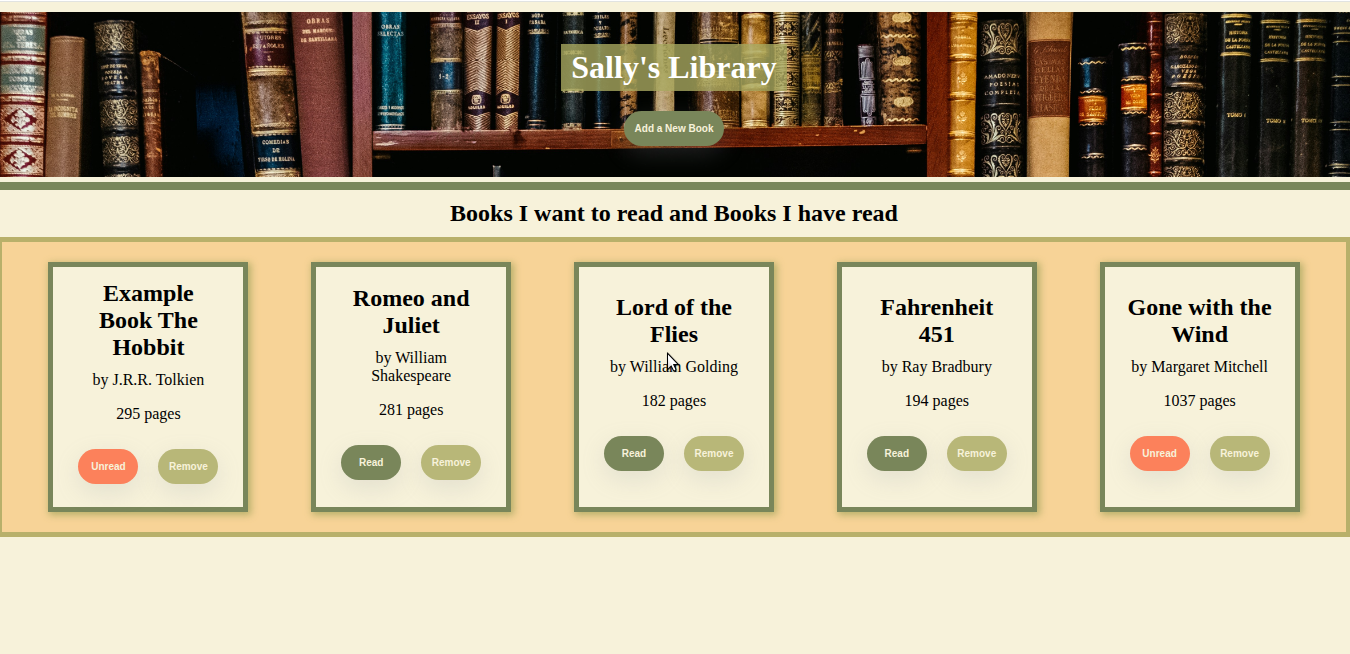 Sally's Library
Add a New Book
Books I want to read and Books I have read
Example
Book The
Hobbit
by J.R.R. Tolkien
295 pages
Unread
Remove
Romeo and
Juliet
by William
Shakespeare
281 pages
Read
Remove
Lord of the
Flies
by William Golding
182 pages
Read
Remove
Fahrenheit
451
by Ray Bradbury
194 pages
Read
Remove
Gone with the
Wind
by Margaret Mitchell
1037 pages
Unread
Remove